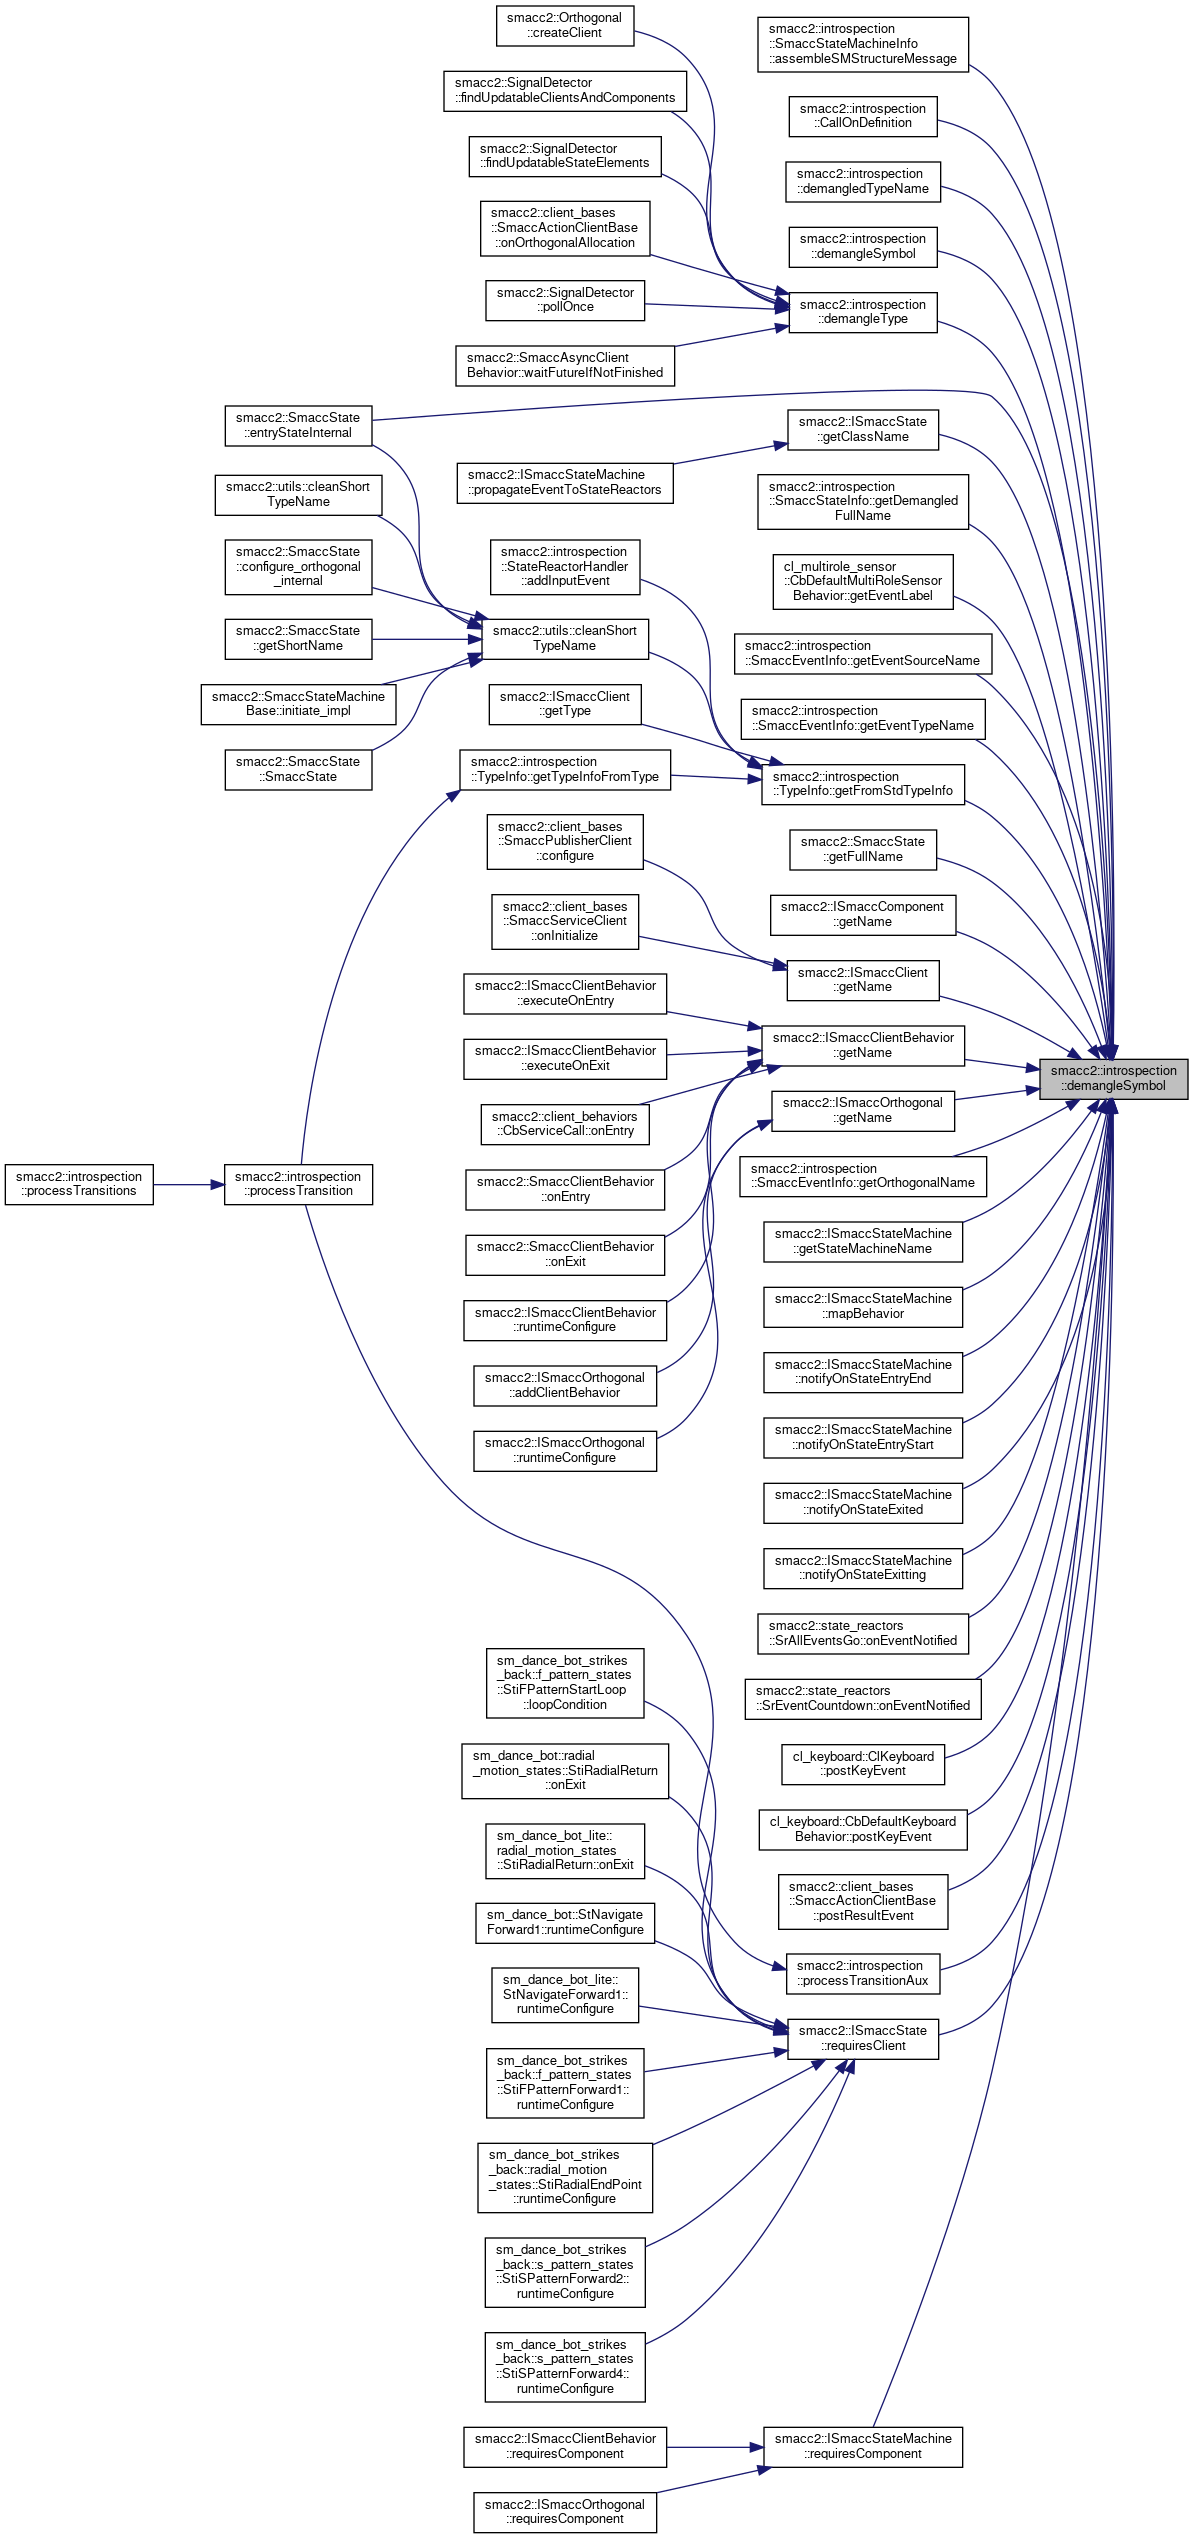 smacc2::Orthogonal
::createClient
smacc2::SignalDetector
::findUpdatableClientsAndComponents
smacc2::SignalDetector
::findUpdatableStateElements
smacc2::client_bases
::SmaccActionClientBase
::onOrthogonalAllocation
smacc2::SignalDetector
::pollOnce
smacc2::SmaccAsyncClient
Behavior::waitFutureIfNotFinished
smacc2::introspection
::SmaccStateMachineInfo
::assembleSMStructureMessage
smacc2::introspection
::CallOnDefinition
smacc2::introspection
::demangledTypeName
smacc2::introspection
::demangleSymbol
smacc2::introspection
::demangleType
smacc2::SmaccState
::entryStateInternal
smacc2::utils::cleanShort
TypeName
smacc2::SmaccState
::configure_orthogonal
_internal
smacc2::SmaccState
::getShortName
smacc2::SmaccStateMachine
Base::initiate_impl
smacc2::SmaccState
::SmaccState
smacc2::ISmaccStateMachine
::propagateEventToStateReactors
smacc2::introspection
::StateReactorHandler
::addInputEvent
smacc2::utils::cleanShort
TypeName
smacc2::ISmaccClient
::getType
smacc2::introspection
::TypeInfo::getTypeInfoFromType
smacc2::ISmaccState
::getClassName
smacc2::introspection
::SmaccStateInfo::getDemangled
FullName
cl_multirole_sensor
::CbDefaultMultiRoleSensor
Behavior::getEventLabel
smacc2::introspection
::SmaccEventInfo::getEventSourceName
smacc2::introspection
::SmaccEventInfo::getEventTypeName
smacc2::introspection
::TypeInfo::getFromStdTypeInfo
smacc2::SmaccState
::getFullName
smacc2::ISmaccComponent
::getName
smacc2::ISmaccClient
::getName
smacc2::client_bases
::SmaccPublisherClient
::configure
smacc2::client_bases
::SmaccServiceClient
::onInitialize
smacc2::ISmaccClientBehavior
::executeOnEntry
smacc2::ISmaccClientBehavior
::executeOnExit
smacc2::client_behaviors
::CbServiceCall::onEntry
smacc2::SmaccClientBehavior
::onEntry
smacc2::SmaccClientBehavior
::onExit
smacc2::ISmaccClientBehavior
::runtimeConfigure
smacc2::ISmaccOrthogonal
::addClientBehavior
smacc2::ISmaccOrthogonal
::runtimeConfigure
smacc2::ISmaccClientBehavior
::getName
smacc2::ISmaccOrthogonal
::getName
smacc2::introspection
::demangleSymbol
smacc2::introspection
::processTransitions
smacc2::introspection
::processTransition
smacc2::introspection
::SmaccEventInfo::getOrthogonalName
smacc2::ISmaccStateMachine
::getStateMachineName
smacc2::ISmaccStateMachine
::mapBehavior
smacc2::ISmaccStateMachine
::notifyOnStateEntryEnd
smacc2::ISmaccStateMachine
::notifyOnStateEntryStart
smacc2::ISmaccStateMachine
::notifyOnStateExited
smacc2::ISmaccStateMachine
::notifyOnStateExitting
smacc2::state_reactors
::SrAllEventsGo::onEventNotified
smacc2::state_reactors
::SrEventCountdown::onEventNotified
cl_keyboard::ClKeyboard
::postKeyEvent
cl_keyboard::CbDefaultKeyboard
Behavior::postKeyEvent
smacc2::client_bases
::SmaccActionClientBase
::postResultEvent
smacc2::introspection
::processTransitionAux
smacc2::ISmaccState
::requiresClient
sm_dance_bot_strikes
_back::f_pattern_states
::StiFPatternStartLoop
::loopCondition
sm_dance_bot::radial
_motion_states::StiRadialReturn
::onExit
sm_dance_bot_lite::
radial_motion_states
::StiRadialReturn::onExit
sm_dance_bot::StNavigate
Forward1::runtimeConfigure
sm_dance_bot_lite::
StNavigateForward1::
runtimeConfigure
sm_dance_bot_strikes
_back::f_pattern_states
::StiFPatternForward1::
runtimeConfigure
sm_dance_bot_strikes
_back::radial_motion
_states::StiRadialEndPoint
::runtimeConfigure
sm_dance_bot_strikes
_back::s_pattern_states
::StiSPatternForward2::
runtimeConfigure
sm_dance_bot_strikes
_back::s_pattern_states
::StiSPatternForward4::
runtimeConfigure
smacc2::ISmaccClientBehavior
::requiresComponent
smacc2::ISmaccStateMachine
::requiresComponent
smacc2::ISmaccOrthogonal
::requiresComponent